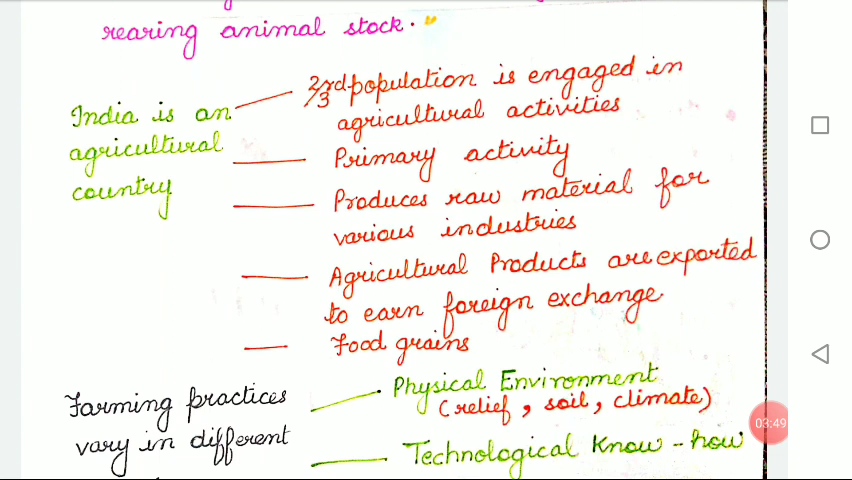 rearing animal stock."
India is an
agricultural
country
2/3rd population is engaged in
agricultural activities
Primary activity
Produces raw material for
various industries
Agricultural Products are exported
to earn foreign exchange
Food grains
Farming practices
vary in different
Physical Environment
(relief, soil, climate)
Technological Know-how
03:49